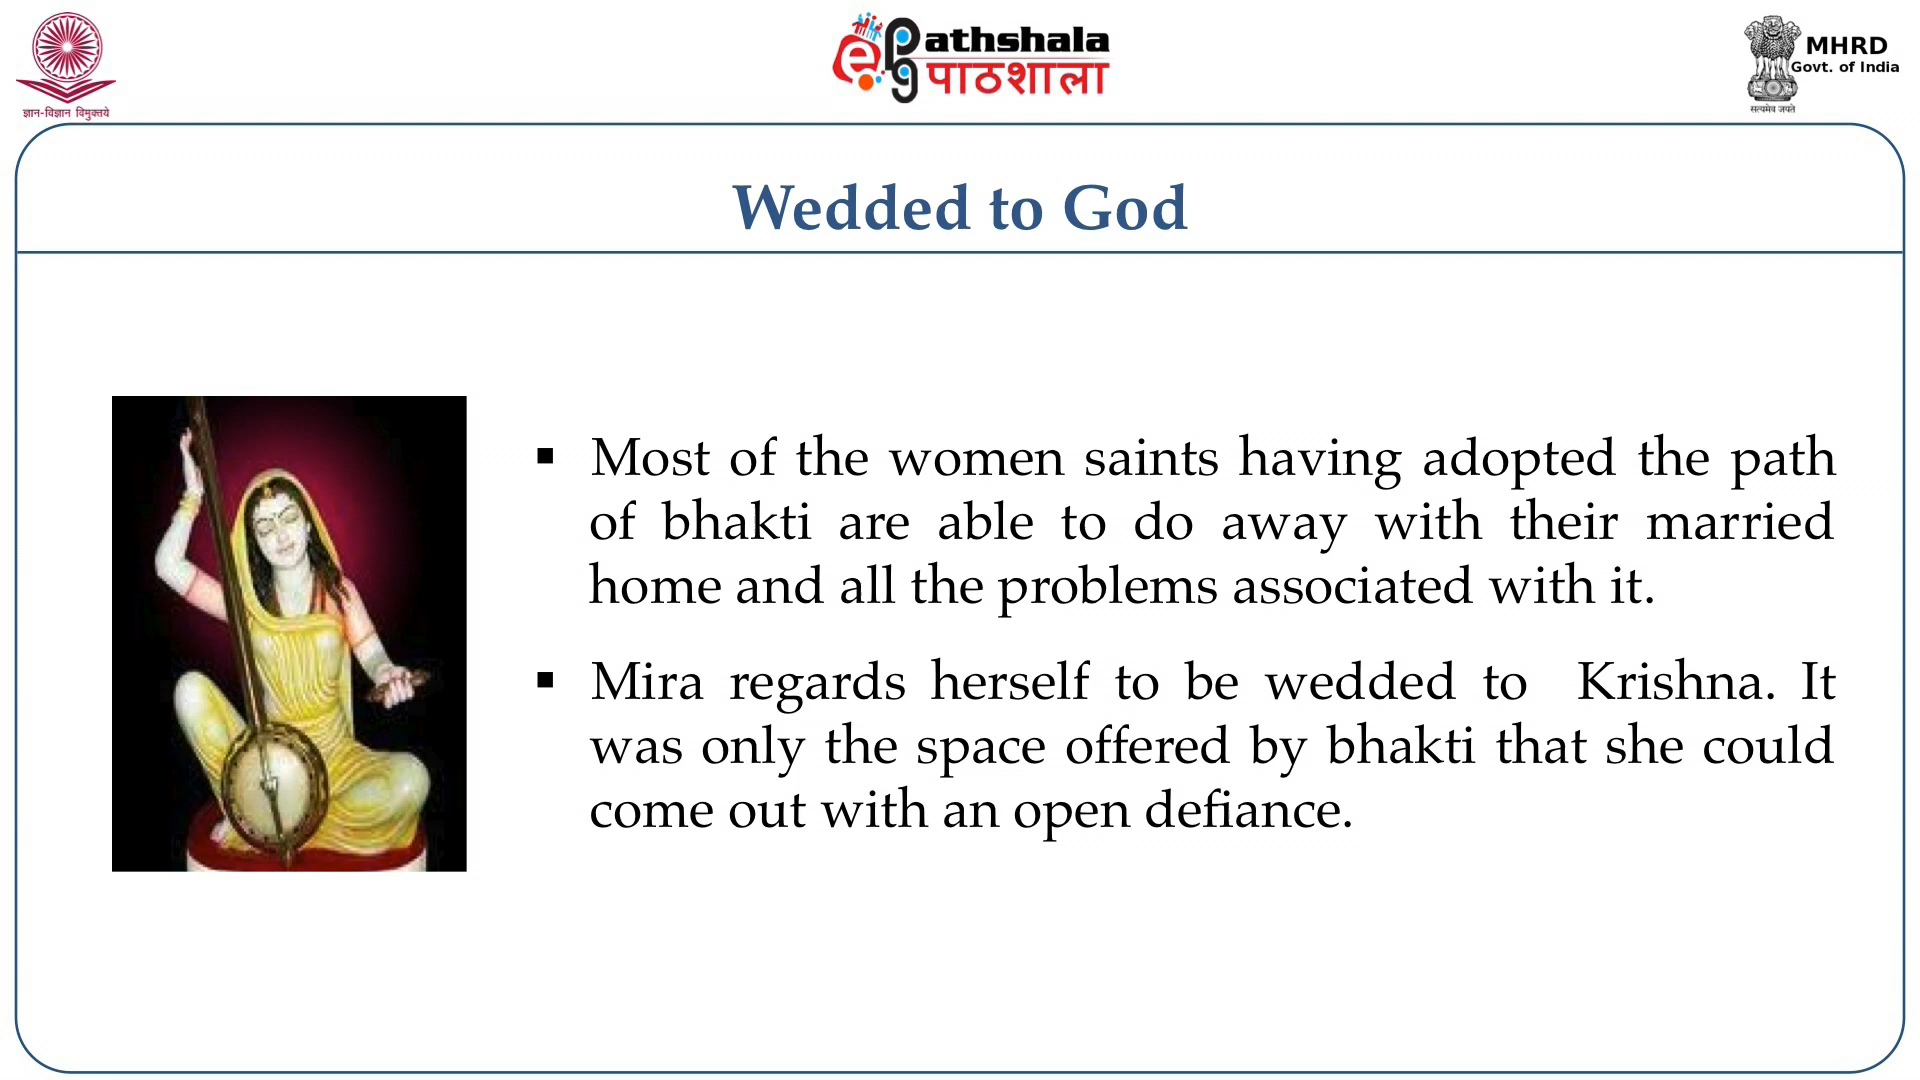 ज्ञान-विज्ञान विमुक्तये
e Pg Pathshala
पाठशाला
MHRD
Govt. of India
सत्यमेव जयते
Wedded to God
▪ Most of the women saints having adopted the path
of bhakti are able to do away with their married
home and all the problems associated with it.
▪ Mira regards herself to be wedded to Krishna. It
was only the space offered by bhakti that she could
come out with an open defiance.